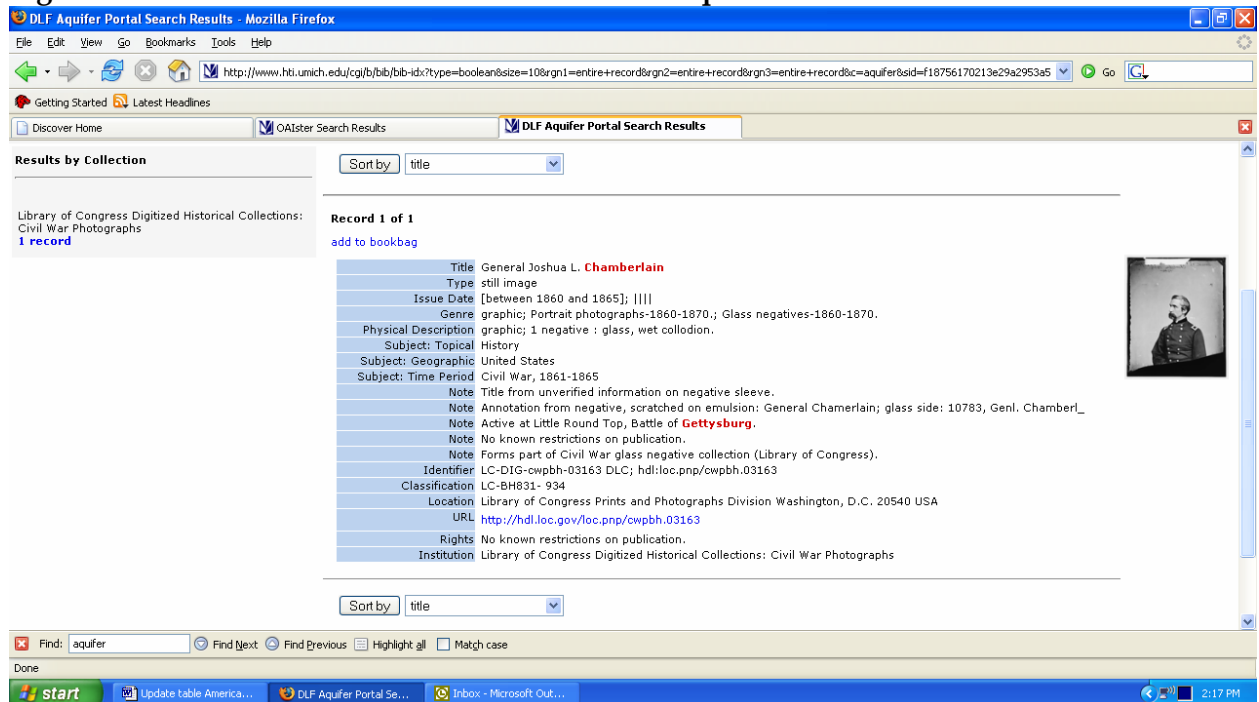 DLF Aquifer Portal Search Results - Mozilla Firefox
File Edit View Go Bookmarks Tools Help
http://www.hti.umich.edu/cgi/b/bib/bib-idx?type=boolean&size=10&rgn1=entire+record&rgn2=entire+record&rgn3=entire+record&c=aquifer&sid=f18756170213e29a2953a5 Go G
Getting Started Latest Headlines
Discover Home OAIster Search Results DLF Aquifer Portal Search Results
Results by Collection
Library of Congress Digitized Historical Collections:
Civil War Photographs
1 record
Sort by title
Record 1 of 1
add to bookbag
Title General Joshua L. Chamberlain
Type still image
Issue Date [between 1860 and 1865]; ||||
Genre graphic; Portrait photographs-1860-1870.; Glass negatives-1860-1870.
Physical Description graphic; 1 negative : glass, wet collodion.
Subject: Topical History
Subject: Geographic United States
Subject: Time Period Civil War, 1861-1865
Note Title from unverified information on negative sleeve.
Note Annotation from negative, scratched on emulsion: General Chamerlain; glass side: 10783, Genl. Chamberl_
Note Active at Little Round Top, Battle of Gettysburg.
Note No known restrictions on publication.
Note Forms part of Civil War glass negative collection (Library of Congress).
Identifier LC-DIG-cwpbh-03163 DLC; hdl:loc.pnp/cwpbh.03163
Classification LC-BH831- 934
Location Library of Congress Prints and Photographs Division Washington, D.C. 20540 USA
URL http://hdl.loc.gov/loc.pnp/cwpbh.03163
Rights No known restrictions on publication.
Institution Library of Congress Digitized Historical Collections: Civil War Photographs
Sort by title
Find: aquifer Find Next Find Previous Highlight all Match case
Done
start Update table America... DLF Aquifer Portal Se... Inbox - Microsoft Out... 2:17 PM